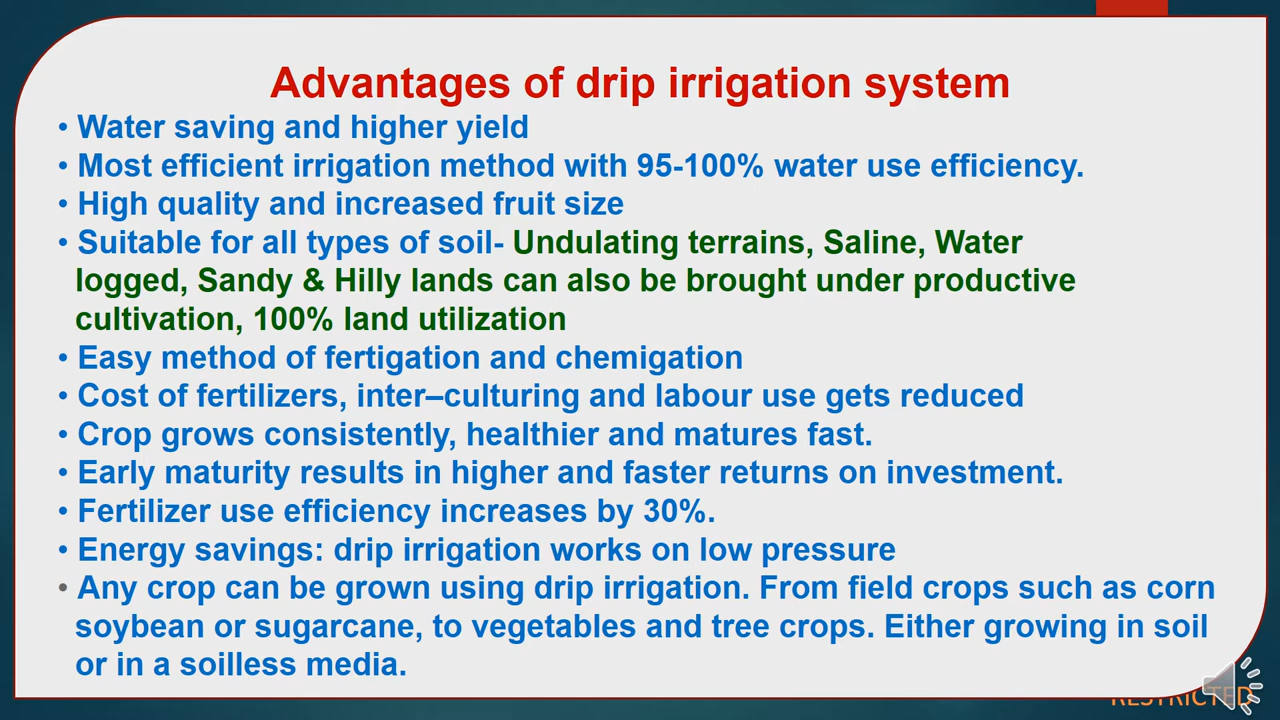 Advantages of drip irrigation system
• Water saving and higher yield
• Most efficient irrigation method with 95-100% water use efficiency.
• High quality and increased fruit size
• Suitable for all types of soil- Undulating terrains, Saline, Water
logged, Sandy & Hilly lands can also be brought under productive
cultivation, 100% land utilization
• Easy method of fertigation and chemigation
• Cost of fertilizers, inter–culturing and labour use gets reduced
• Crop grows consistently, healthier and matures fast.
• Early maturity results in higher and faster returns on investment.
• Fertilizer use efficiency increases by 30%.
• Energy savings: drip irrigation works on low pressure
• Any crop can be grown using drip irrigation. From field crops such as corn
soybean or sugarcane, to vegetables and tree crops. Either growing in soil
or in a soilless media.
RESTRICTED